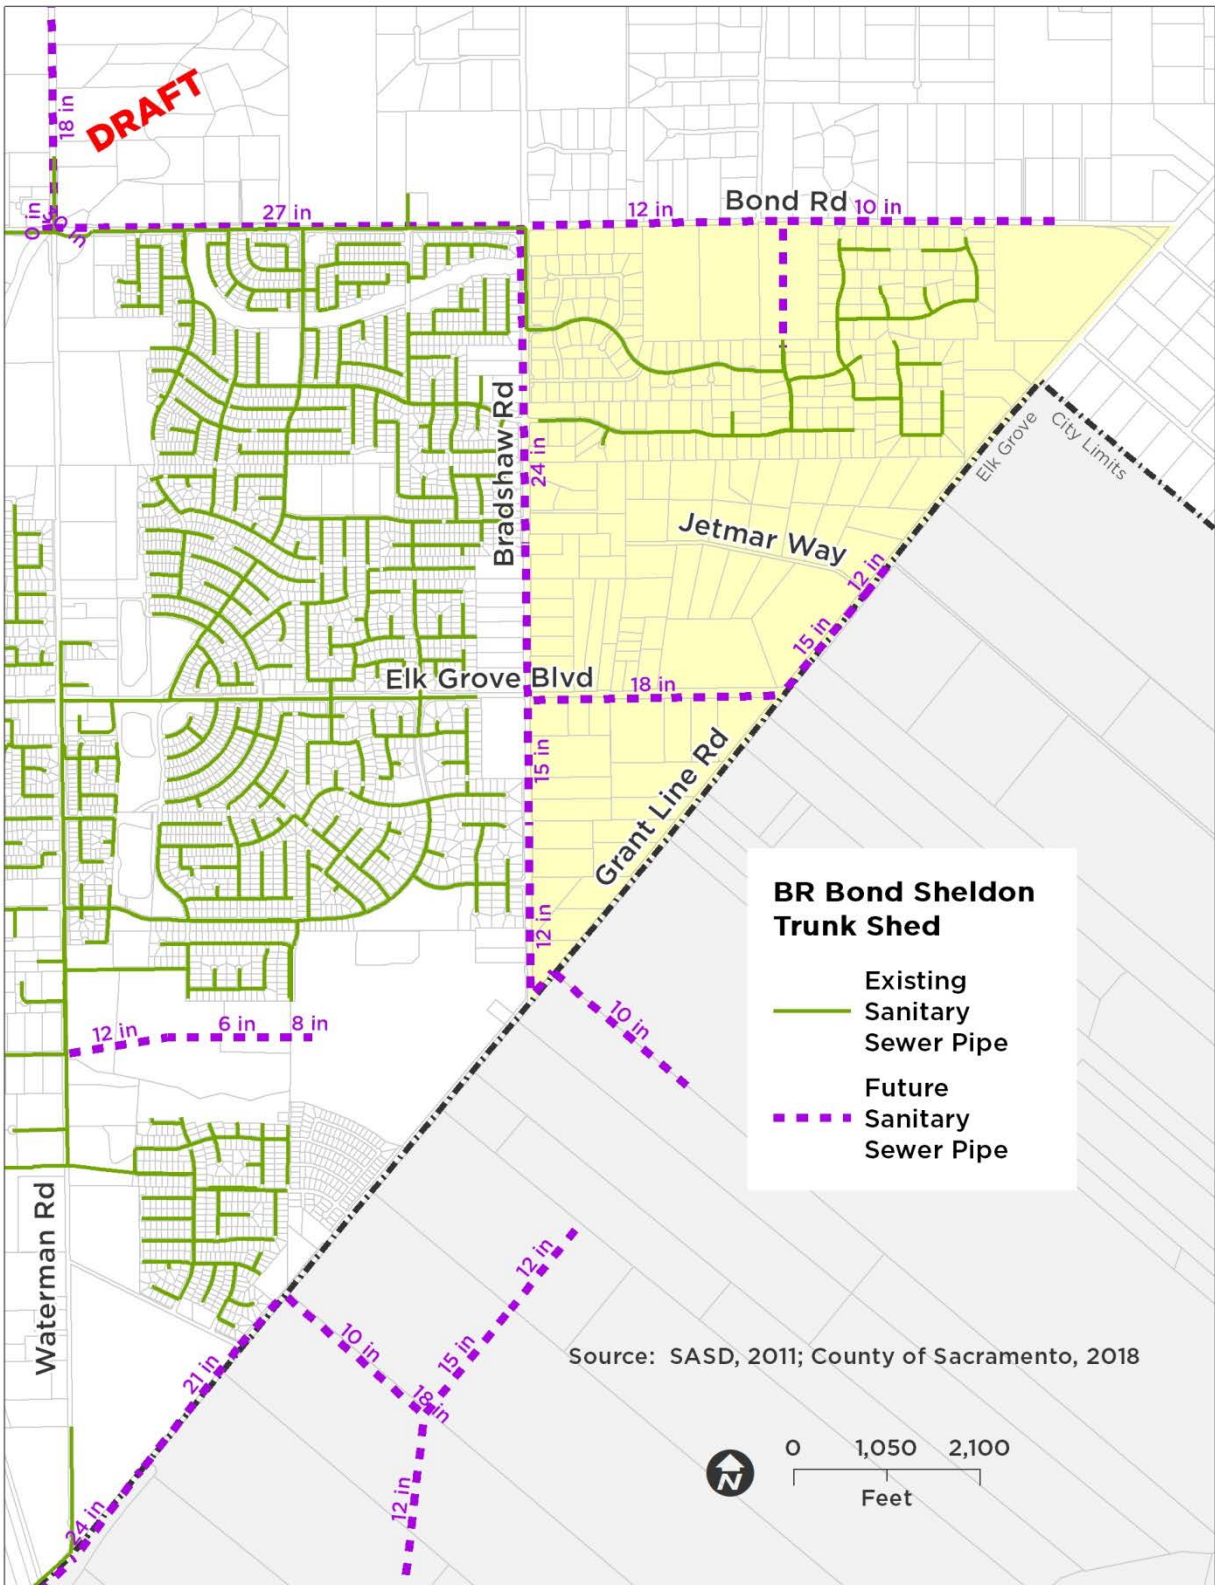 18 in
DRAFT
0 in
27 in
12 in
Bond Rd
10 in
Bradshaw Rd
24 in
Elk Grove
City Limits
Jetmar Way
12 in
15 in
Elk Grove Blvd
18 in
15 in
Grant Line Rd
12 in
10 in
12 in
6 in
8 in
BR Bond Sheldon
Trunk Shed
Existing
Sanitary
Sewer Pipe
Future
Sanitary
Sewer Pipe
Waterman Rd
12 in
10 in
15 in
18 in
21 in
12 in
24 in
Source: SASD, 2011; County of Sacramento, 2018
N
0 1,050 2,100
Feet